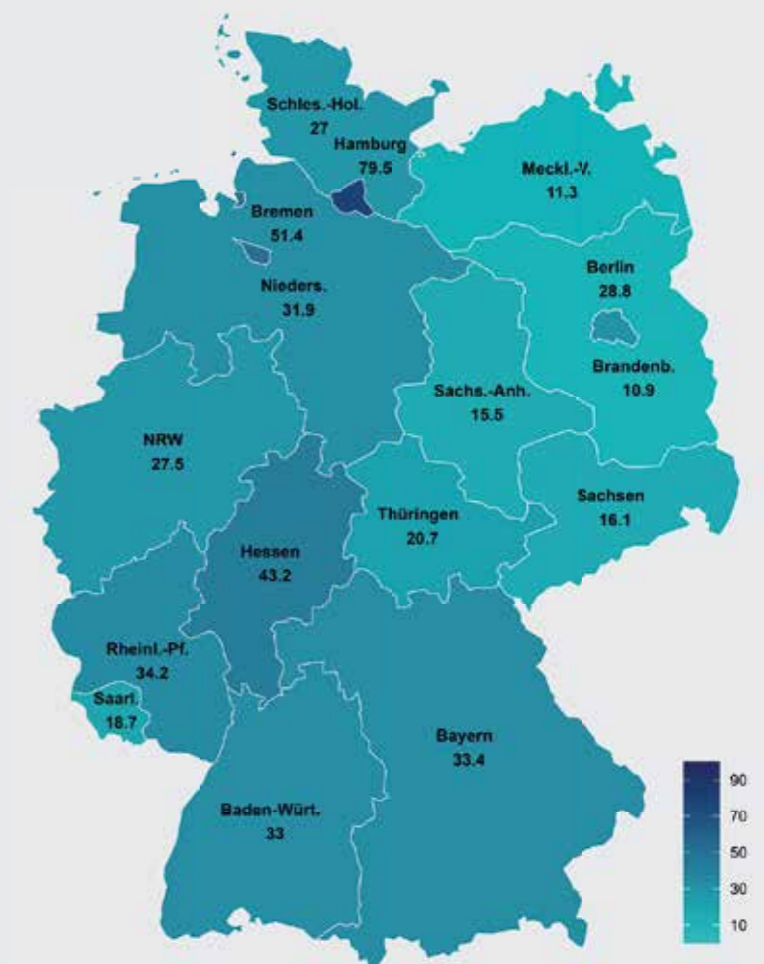 Schles.-Hol.
27
Hamburg
79.5
Meckl.-V.
11.3
Bremen
51.4
Berlin
28.8
Nieders.
31.9
Brandenb.
10.9
Sachs.-Anh.
15.5
NRW
27.5
Sachsen
16.1
Thüringen
20.7
Hessen
43.2
Rheinl.-Pf.
34.2
Saarl.
18.7
Bayern
33.4
Baden-Würt.
33
90
70
50
30
10